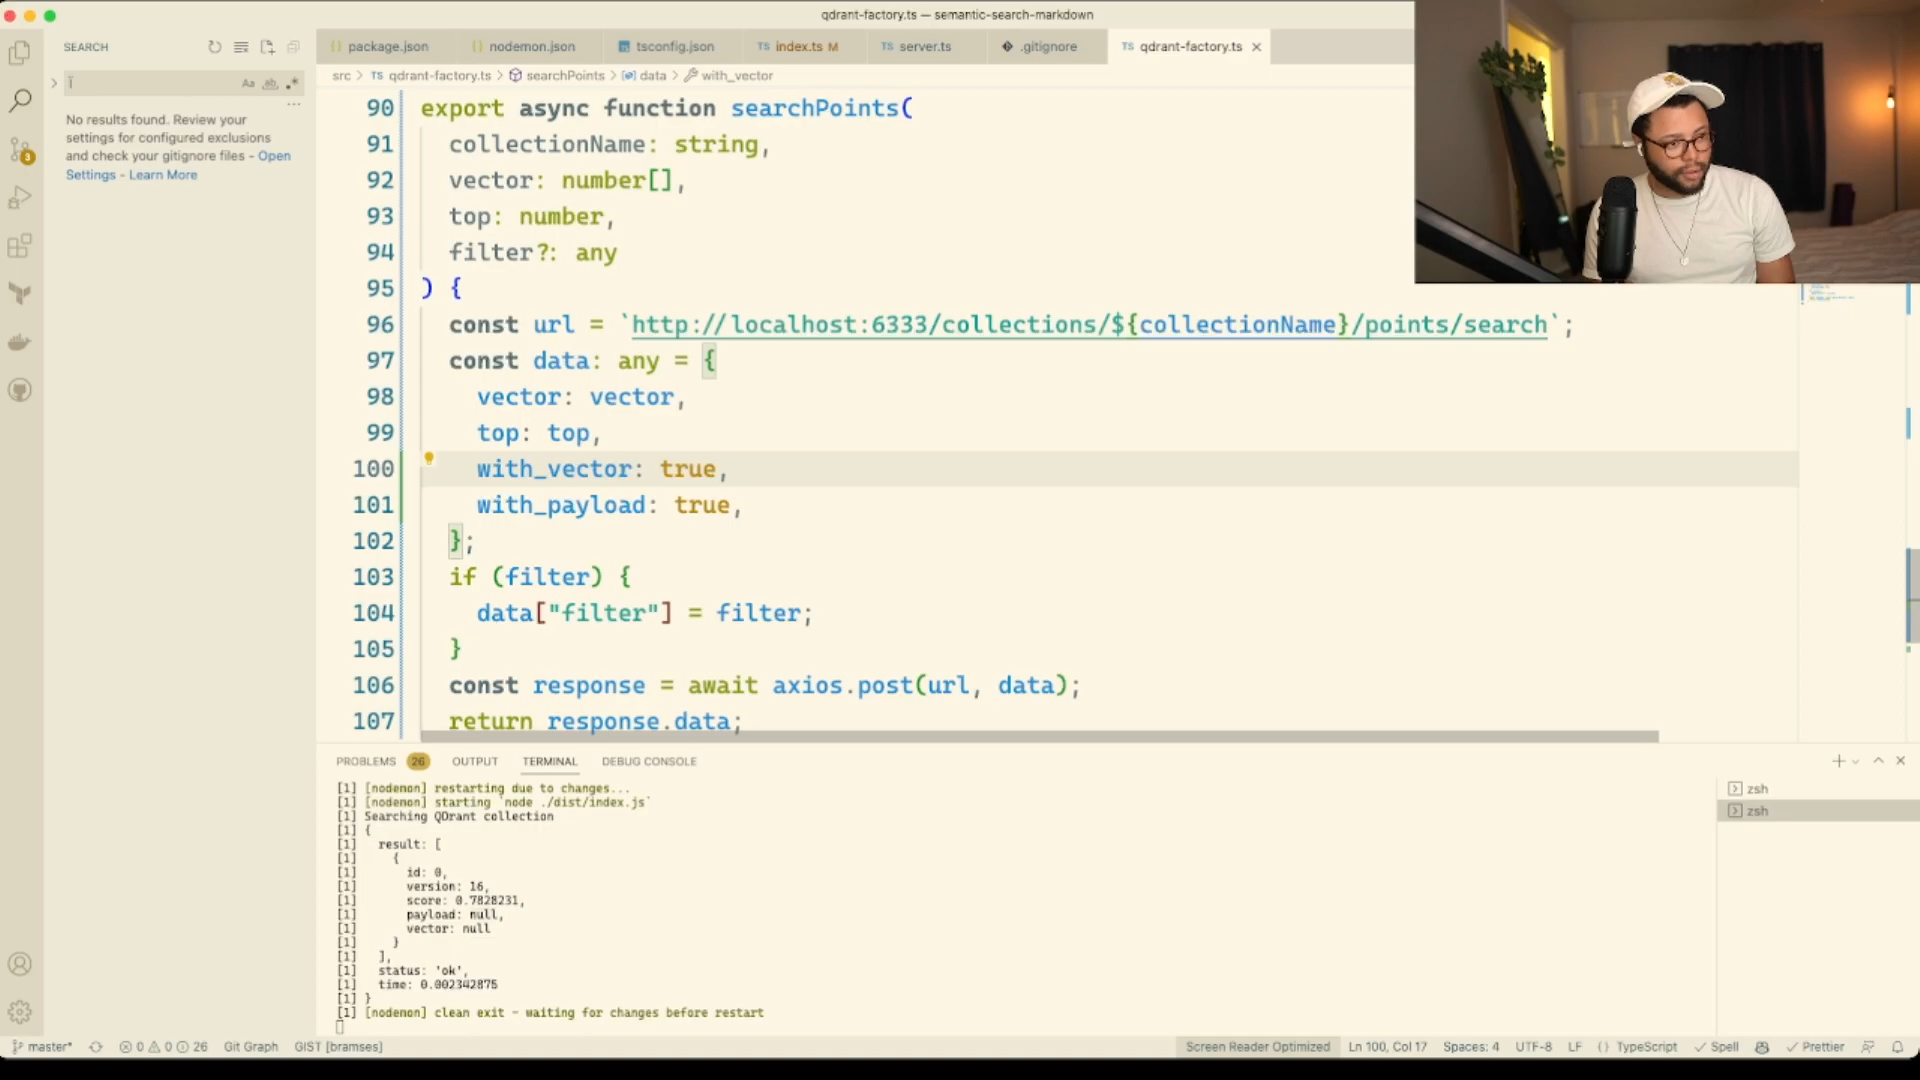 qdrant-factory.ts — semantic-search-markdown
SEARCH
package.json
nodemon.json
tsconfig.json
TS index.ts M
TS server.ts
.gitignore
TS qdrant-factory.ts
src > TS qdrant-factory.ts > searchPoints > data > with_vector
Aa ab
No results found. Review your
settings for configured exclusions
and check your gitignore files - Open
Settings - Learn More
3
90 export async function searchPoints(
91 collectionName: string,
92 vector: number[],
93 top: number,
94 filter?: any
95 ) {
96 const url = `http://localhost:6333/collections/${collectionName}/points/search`;
97 const data: any = {
98 vector: vector,
99 top: top,
100 with_vector: true,
101 with_payload: true,
102 };
103 if (filter) {
104 data["filter"] = filter;
105 }
106 const response = await axios.post(url, data);
107 return response.data;
PROBLEMS 26 OUTPUT TERMINAL DEBUG CONSOLE
[1] [nodemon] restarting due to changes...
[1] [nodemon] starting `node ./dist/index.js`
[1] Searching QDrant collection
[1] {
[1] result: [
[1] {
[1] id: 0,
[1] version: 16,
[1] score: 0.7828231,
[1] payload: null,
[1] vector: null
[1] }
[1] ],
[1] status: 'ok',
[1] time: 0.002342875
[1] }
[1] [nodemon] clean exit - waiting for changes before restart
zsh
zsh
master* 0 0 26 Git Graph GIST [bramses] Screen Reader Optimized Ln 100, Col 17 Spaces: 4 UTF-8 LF {} TypeScript Spell Prettier